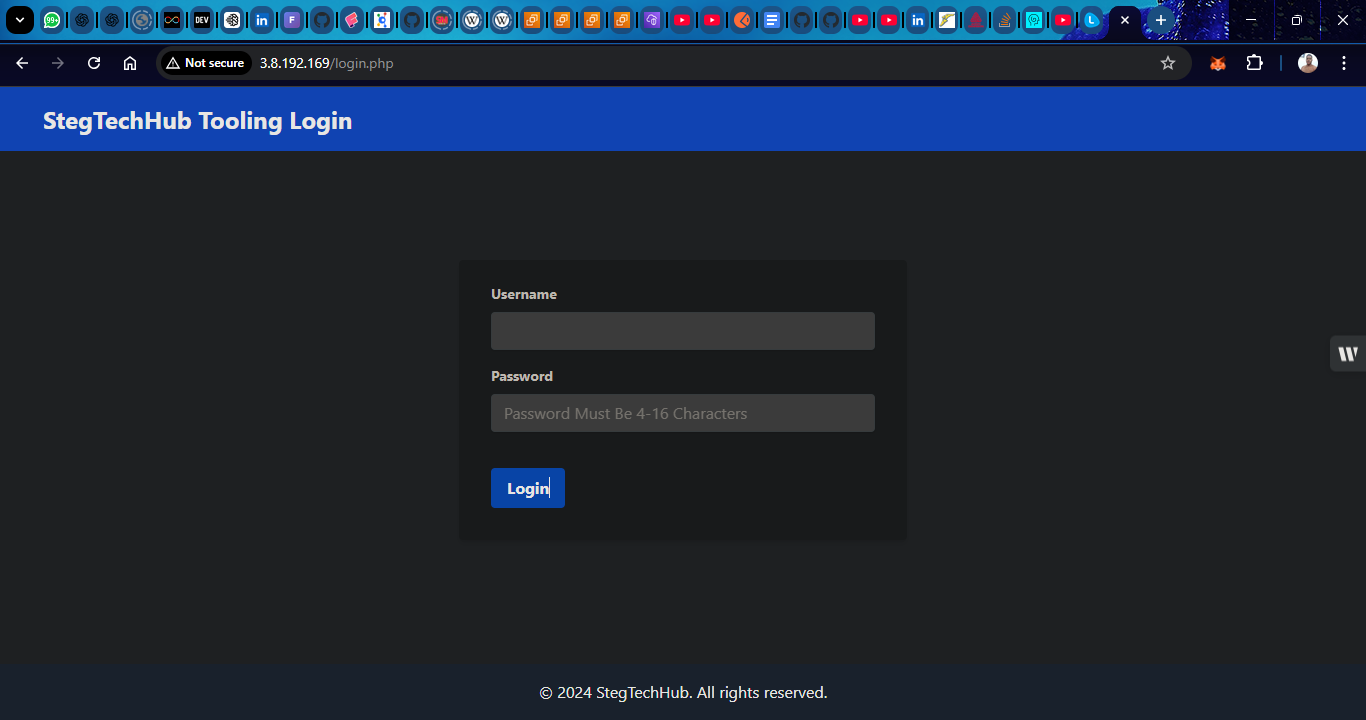 99+
DEV
F
L
Not secure 3.8.192.169/login.php
StegTechHub Tooling Login
Username
Password
Password Must Be 4-16 Characters
Login
© 2024 StegTechHub. All rights reserved.